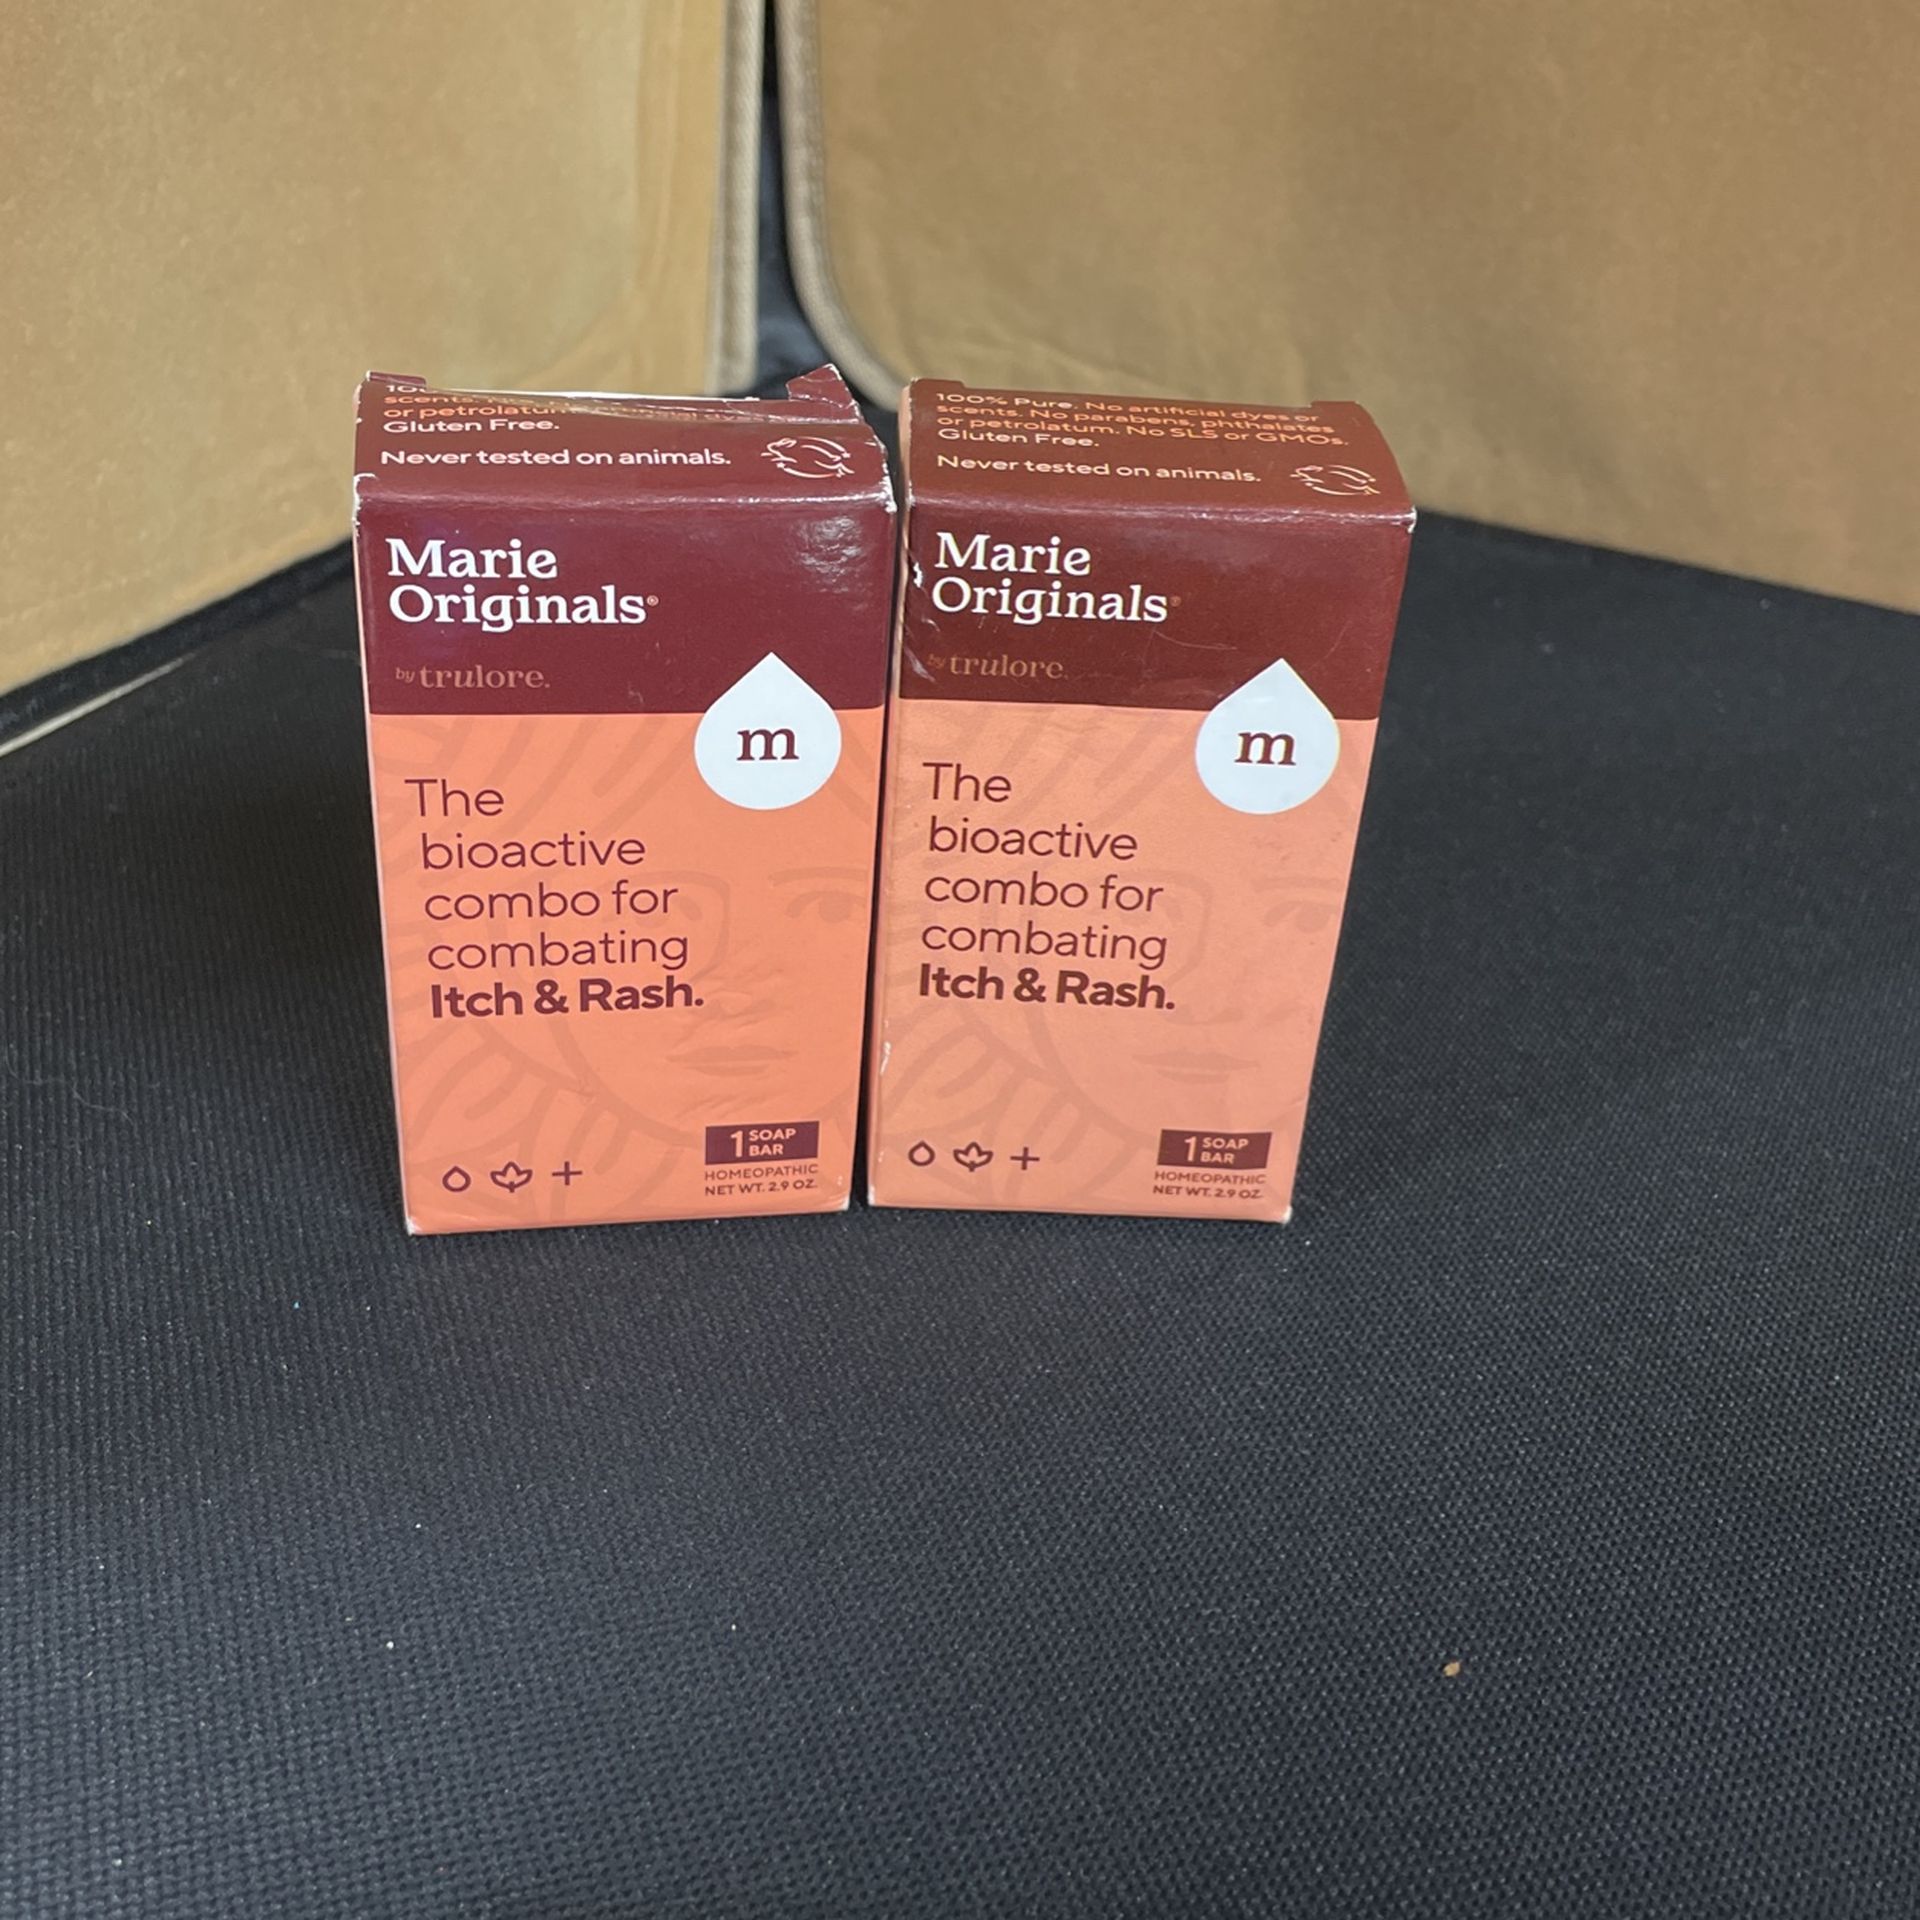 scents.
or petrolatum
Gluten Free.
Never tested on animals.
Marie
Originals®
by trulore.
m
The
bioactive
combo for
combating
Itch & Rash.
1 SOAP
BAR
HOMEOPATHIC
NET WT. 2.9 OZ.
100% Pure. No artificial dyes or
scents. No parabens, phthalates
or petrolatum. No SLS or GMOs.
Gluten Free.
Never tested on animals.
Marie
Originals®
by trulore.
m
The
bioactive
combo for
combating
Itch & Rash.
1 SOAP
BAR
HOMEOPATHIC
NET WT. 2.9 OZ.